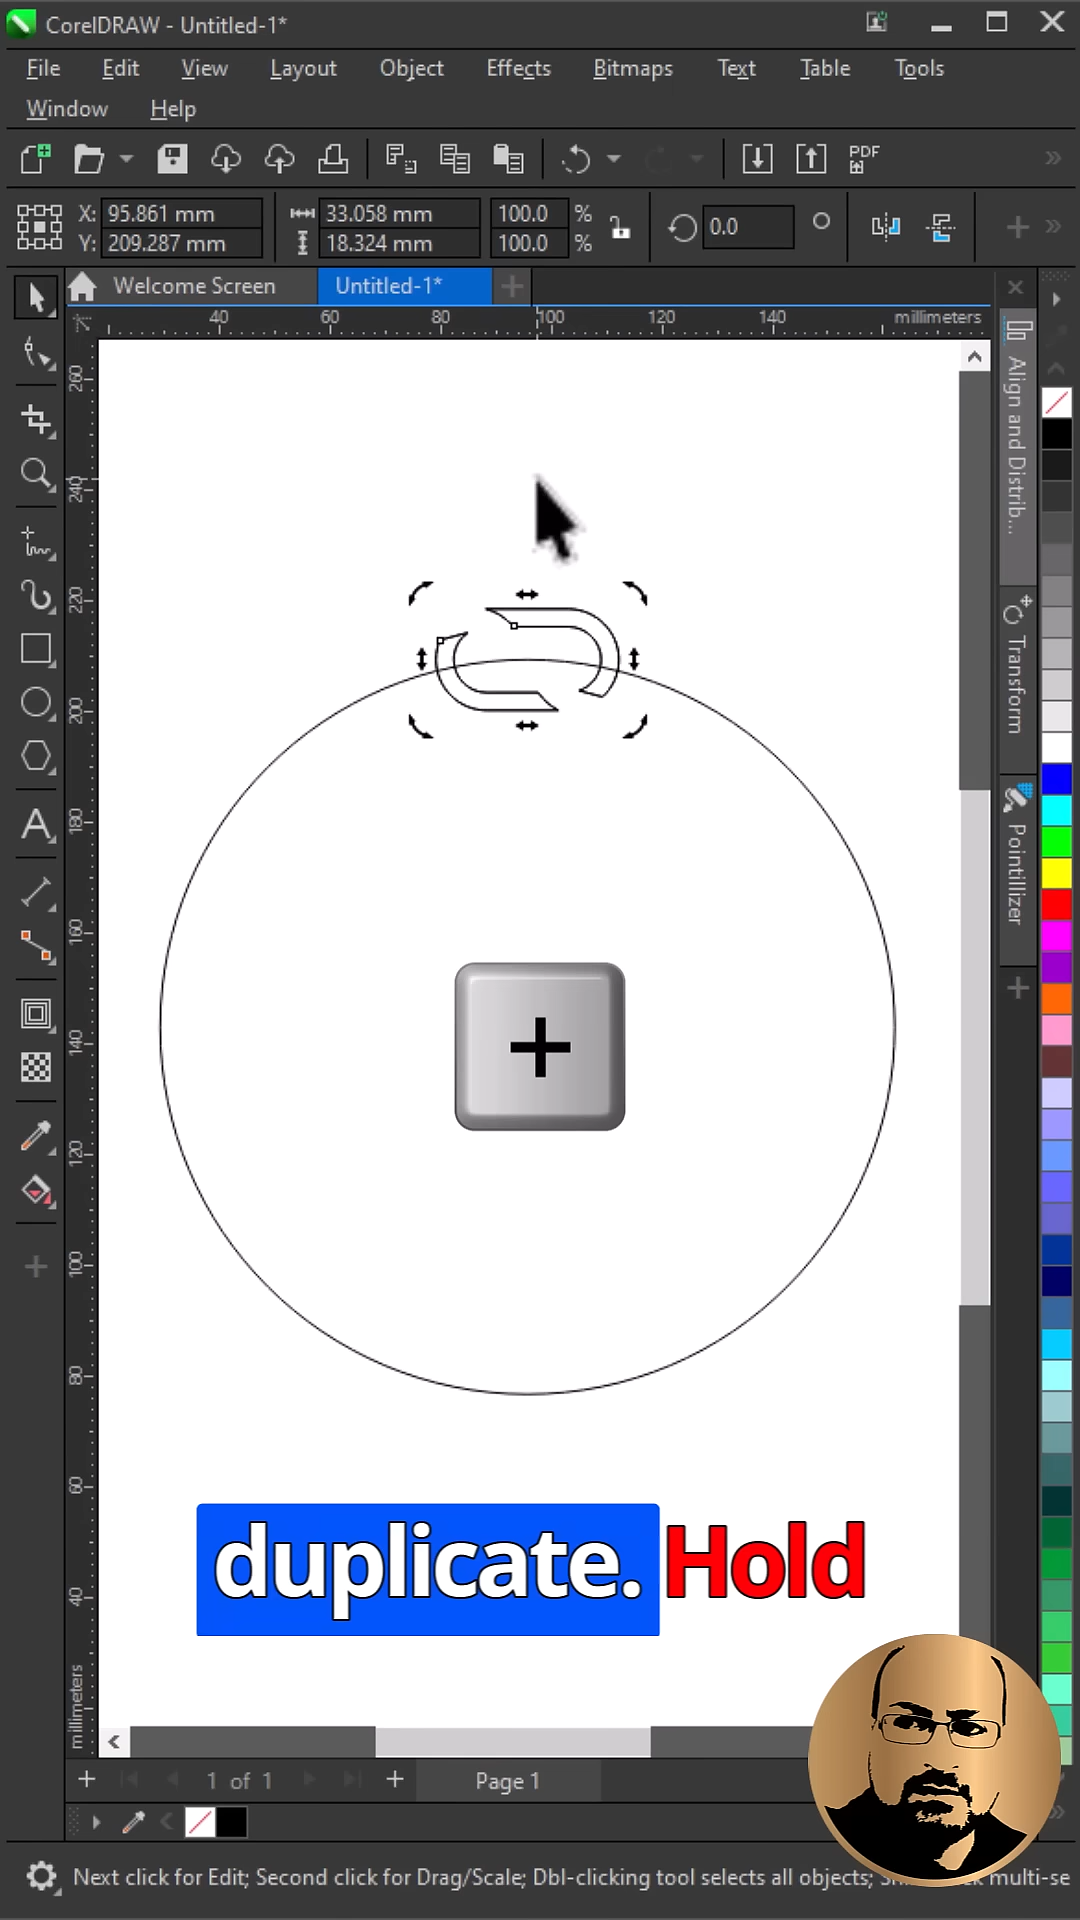 CorelDRAW - Untitled-1*
File Edit View Layout Object Effects Bitmaps Text Table Tools
Window Help
PDF
X: 95.861 mm 33.058 mm 100.0 %
Y: 209.287 mm 18.324 mm 100.0 %
0.0
Welcome Screen Untitled-1*
40 60 80 100 120 140 millimeters
260
240
220
200
180
160
140
120
100
80
60
40
millimeters
Align and Distrib...
Transform
Pointillizer
+
duplicate. Hold
1 of 1 Page 1
Next click for Edit; Second click for Drag/Scale; Dbl-clicking tool selects all objects; multi-se